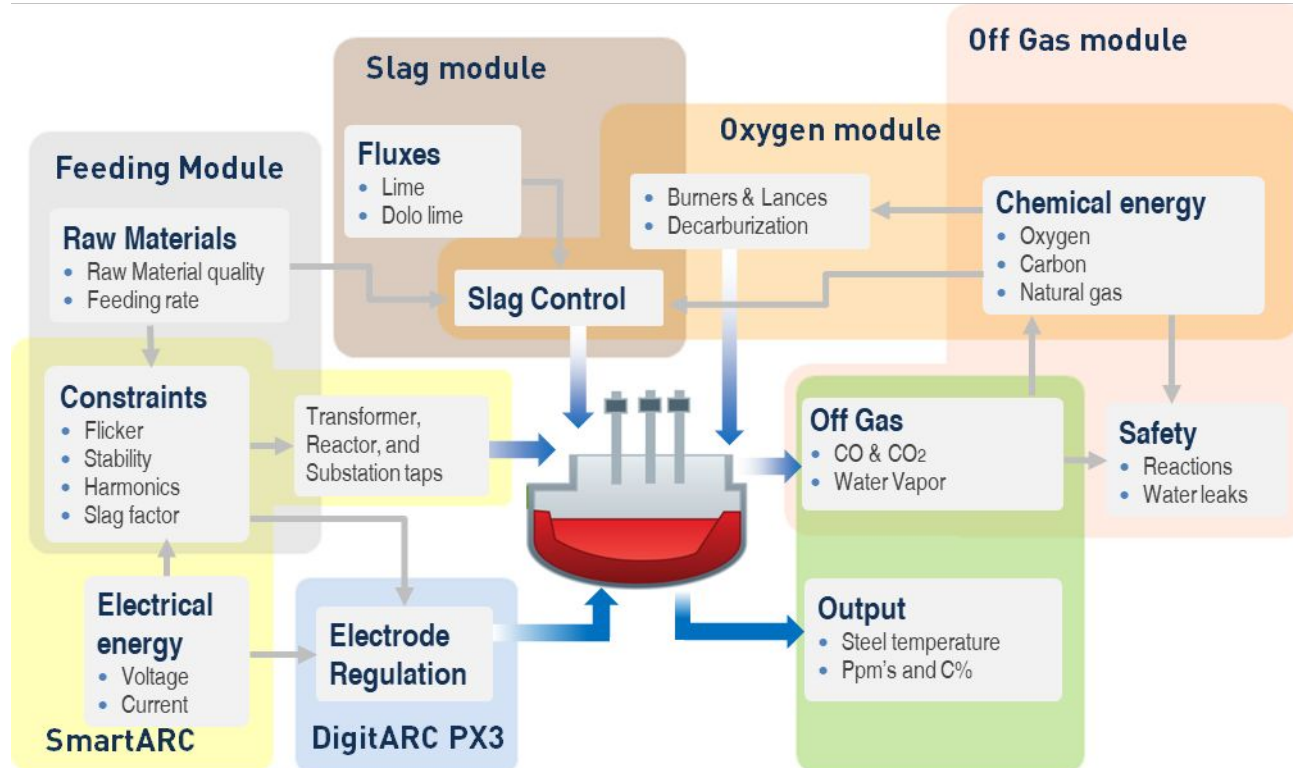 Off Gas module
Slag module
Oxygen module
Feeding Module
Fluxes
• Lime
• Dolo lime
• Burners & Lances
• Decarburization
Chemical energy
• Oxygen
• Carbon
• Natural gas
Raw Materials
• Raw Material quality
• Feeding rate
Slag Control
Constraints
• Flicker
• Stability
• Harmonics
• Slag factor
Transformer,
Reactor, and
Substation taps
Off Gas
• CO & CO2
• Water Vapor
Safety
• Reactions
• Water leaks
Electrical
energy
• Voltage
• Current
Electrode
Regulation
Output
• Steel temperature
• Ppm's and C%
SmartARC
DigitARC PX3